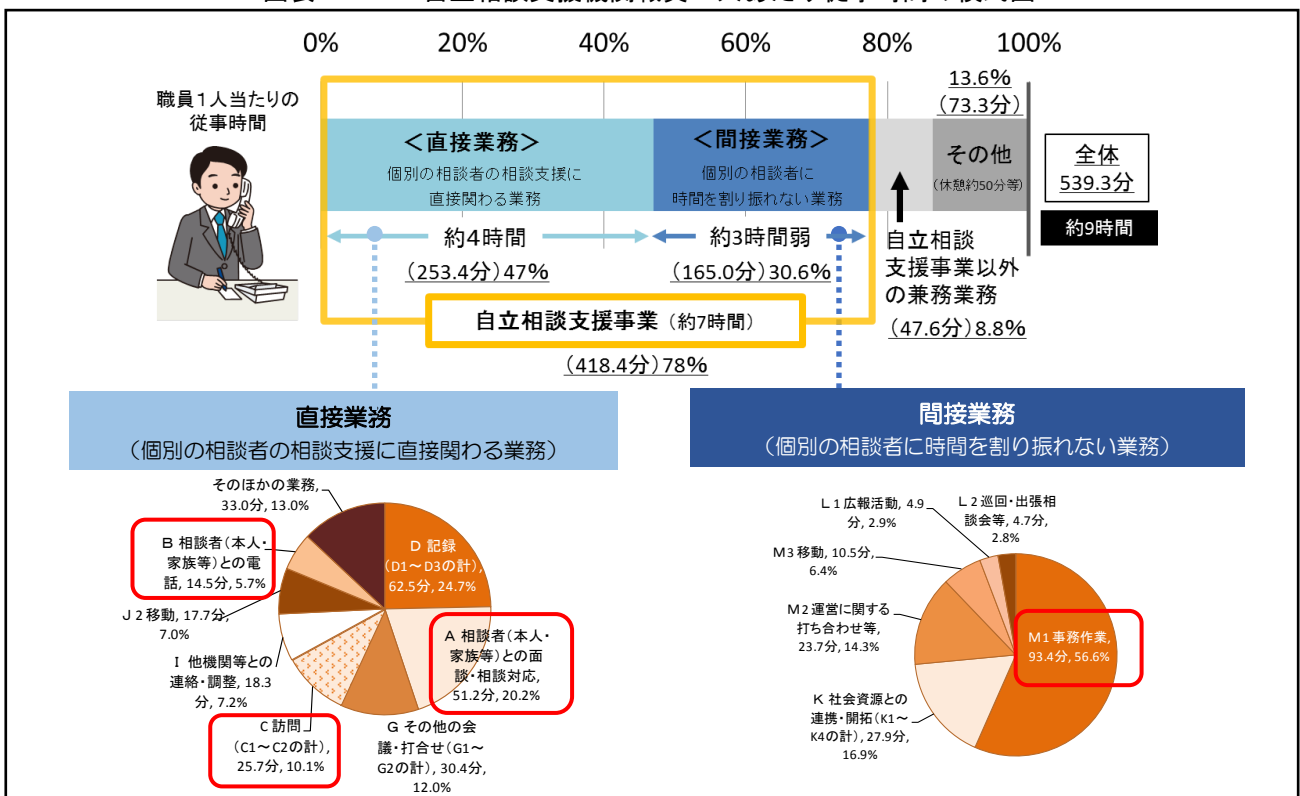 0%
20%
40%
60%
80%
100%
職員1人当たりの
従事時間
＜直接業務＞
個別の相談者の相談支援に
直接関わる業務
＜間接業務＞
個別の相談者に
時間を割り振れない業務
13.6%
（73.3分）
その他
（休憩約50分等）
全体
539.3分
約9時間
約4時間
（253.4分）47%
約3時間弱
（165.0分）30.6%
自立相談
支援事業以外
の兼務業務
（47.6分）8.8%
自立相談支援事業（約7時間）
（418.4分）78%
直接業務
（個別の相談者の相談支援に直接関わる業務）
そのほかの業務,
33.0分, 13.0%
B 相談者（本人・
家族等）との電
話, 14.5分, 5.7%
J2移動, 17.7分,
7.0%
I 他機関等との
連絡・調整, 18.3
分, 7.2%
C 訪問
（C1～C2の計）,
25.7分, 10.1%
D 記録
（D1～D3の計）
62.5分, 24.7%
A 相談者（本人・
家族等）との面
談・相談対応,
51.2分, 20.2%
G その他の会
議・打合せ（G1～
G2の計）, 30.4分,
12.0%
間接業務
（個別の相談者に時間を割り振れない業務）
L1広報活動, 4.9
分, 2.9%
L2巡回・出張相
談会等, 4.7分,
2.8%
M3移動, 10.5分,
6.4%
M2運営に関する
打ち合わせ等,
23.7分, 14.3%
K 社会資源との
連携・開拓（K1～
K4の計）, 27.9分,
16.9%
M1事務作業,
93.4分, 56.6%